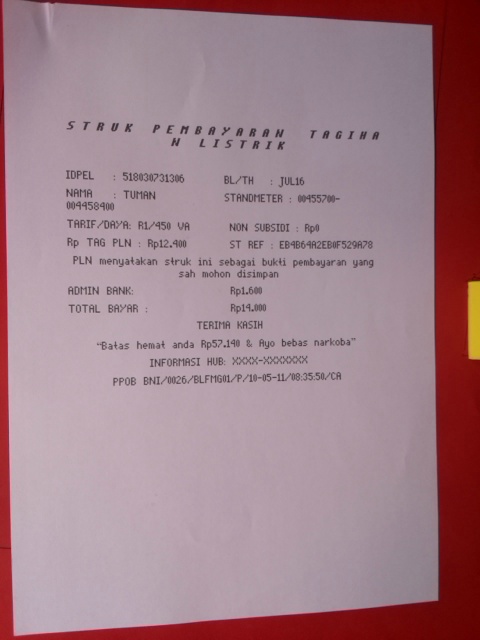 STRUK PEMBAYARAN TAGIHA
N LISTRIK
IDPEL : 518030731306 BL/TH : JUL16
NAMA : TUMAN STANDMETER : 00455700-
004458400
TARIF/DAYA: R1/450 VA NON SUBSIDI : Rp0
Rp TAG PLN : Rp12.400 ST REF : EB4B64A2EB0F529A78
PLN menyatakan struk ini sebagai bukti pembayaran yang
sah mohon disimpan
ADMIN BANK: Rp1.600
TOTAL BAYAR : Rp14.000
TERIMA KASIH
"Batas hemat anda Rp57.140 & Ayo bebas narkoba"
INFORMASI HUB: XXXX-XXXXXXX
PPOB BNI/0026/BLFMG01/P/10-05-11/08:35:50/CA